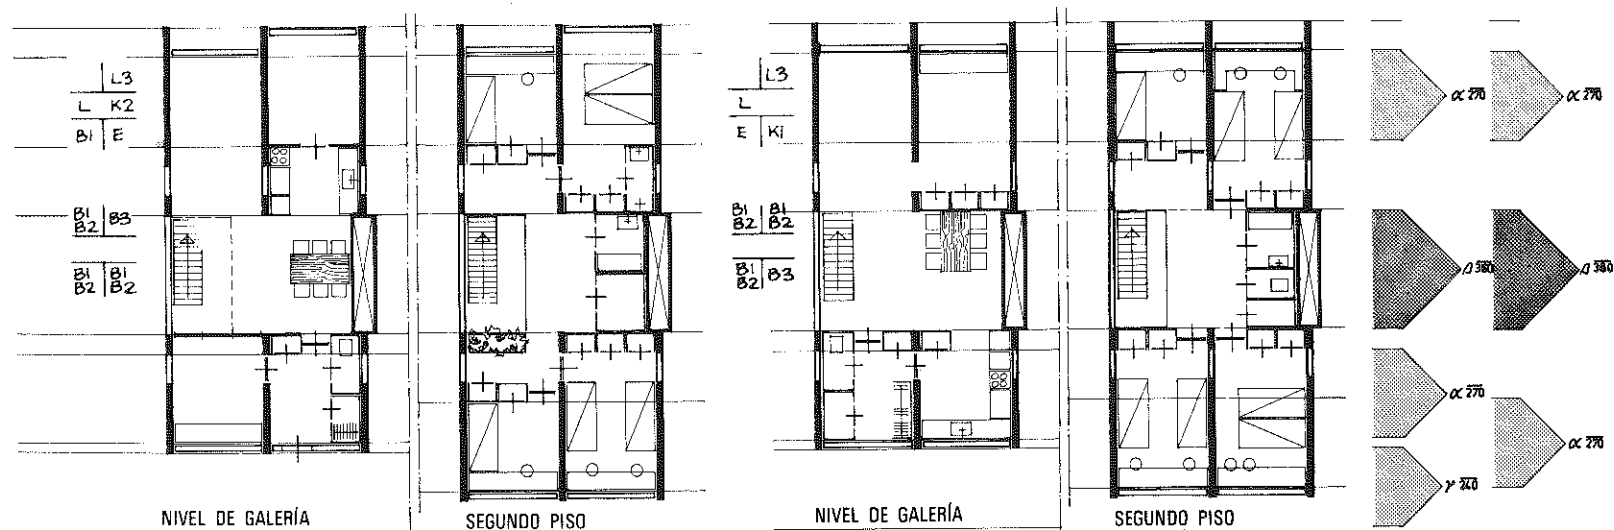 L3
L K2
B1 E
B1 B3
B2
B1 B1
B2 B2
NIVEL DE GALERÍA
SEGUNDO PISO
L3
L
E K1
B1 B1
B2 B2
B1 B3
B2
NIVEL DE GALERÍA
SEGUNDO PISO
α 270
α 270
β 380
β 380
α 270
α 270
γ 240